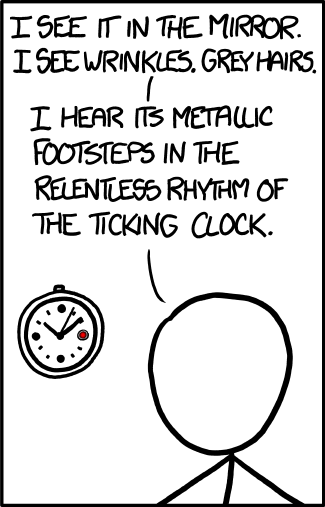 I SEE IT IN THE MIRROR.
I SEE WRINKLES. GREY HAIRS.
I HEAR ITS METALLIC
FOOTSTEPS IN THE
RELENTLESS RHYTHM OF
THE TICKING CLOCK.